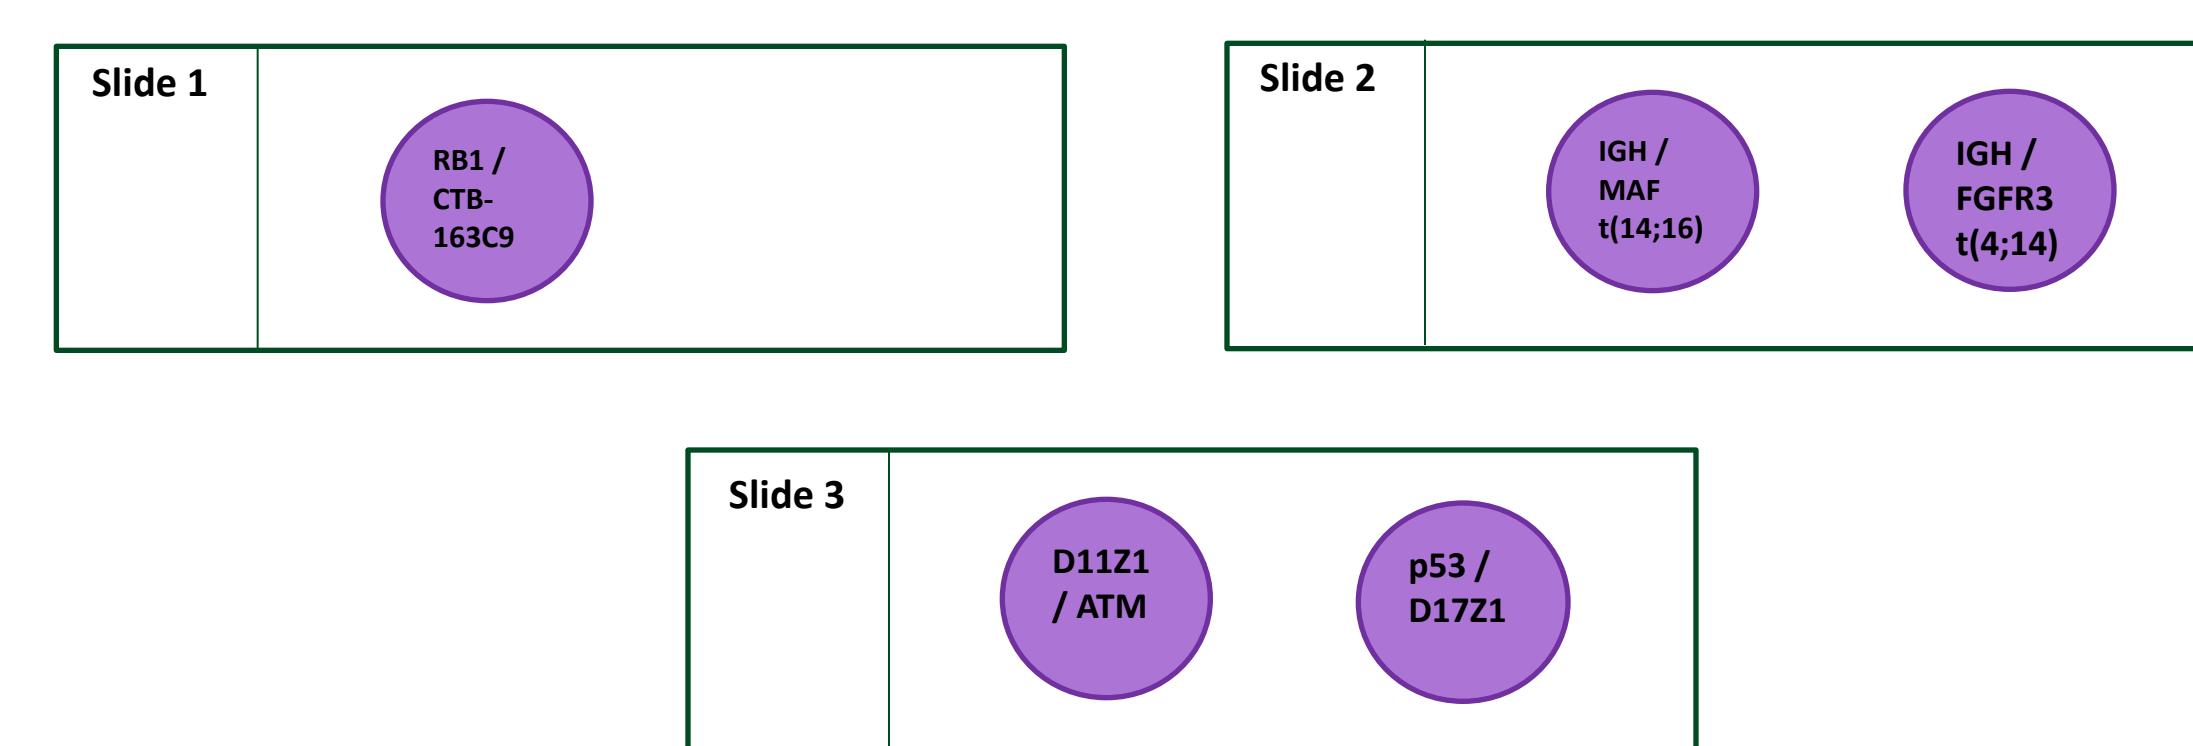 Slide 1
RB1 /
CTB-
163C9
Slide 2
IGH /
MAF
t(14;16)
IGH /
FGFR3
t(4;14)
Slide 3
D11Z1
/ ATM
p53 /
D17Z1